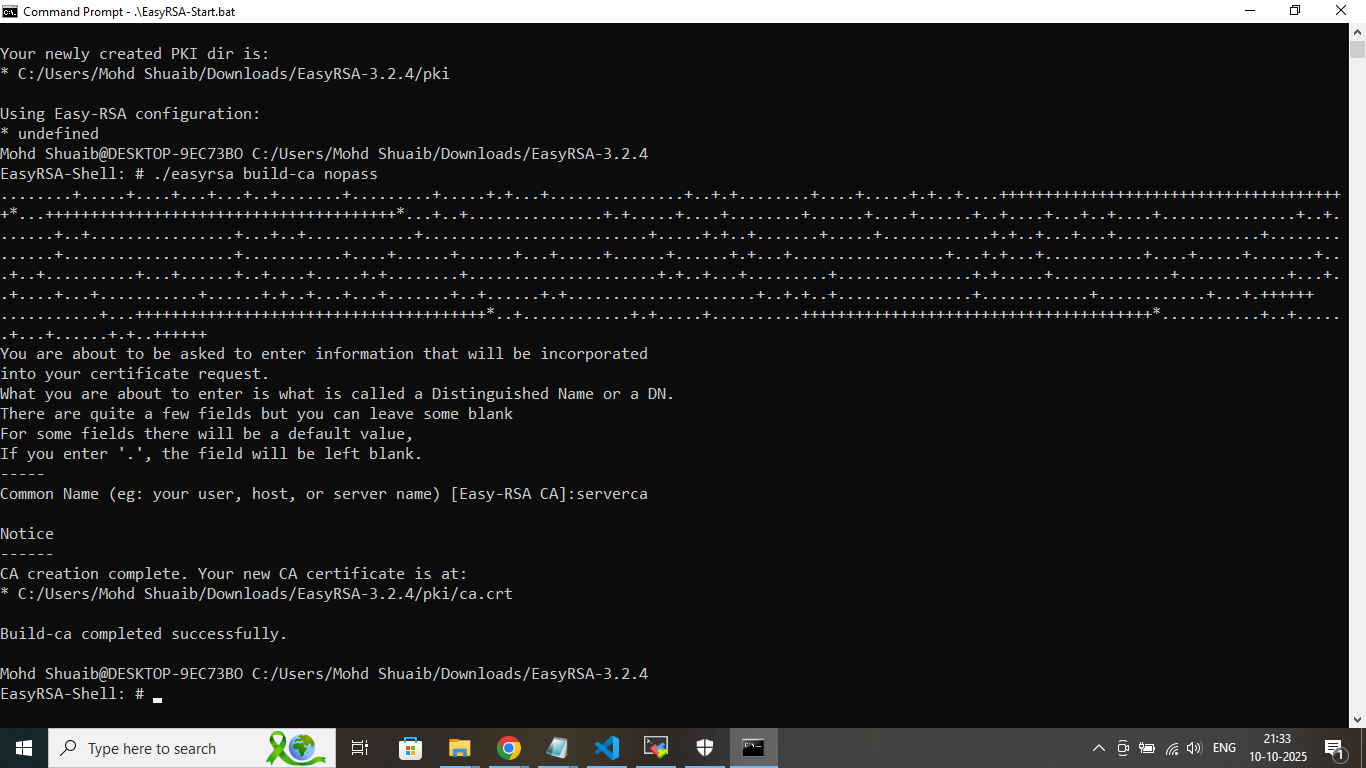 Command Prompt - .\EasyRSA-Start.bat
Your newly created PKI dir is:
* C:/Users/Mohd Shuaib/Downloads/EasyRSA-3.2.4/pki
Using Easy-RSA configuration:
* undefined
Mohd Shuaib@DESKTOP-9EC73BO C:/Users/Mohd Shuaib/Downloads/EasyRSA-3.2.4
EasyRSA-Shell: # ./easyrsa build-ca nopass
You are about to be asked to enter information that will be incorporated
into your certificate request.
What you are about to enter is what is called a Distinguished Name or a DN.
There are quite a few fields but you can leave some blank
For some fields there will be a default value,
If you enter '.', the field will be left blank.
-----
Common Name (eg: your user, host, or server name) [Easy-RSA CA]:serverca
Notice
------
CA creation complete. Your new CA certificate is at:
* C:/Users/Mohd Shuaib/Downloads/EasyRSA-3.2.4/pki/ca.crt
Build-ca completed successfully.
Mohd Shuaib@DESKTOP-9EC73BO C:/Users/Mohd Shuaib/Downloads/EasyRSA-3.2.4
EasyRSA-Shell: #
Type here to search
ENG
21:33
10-10-2025
1